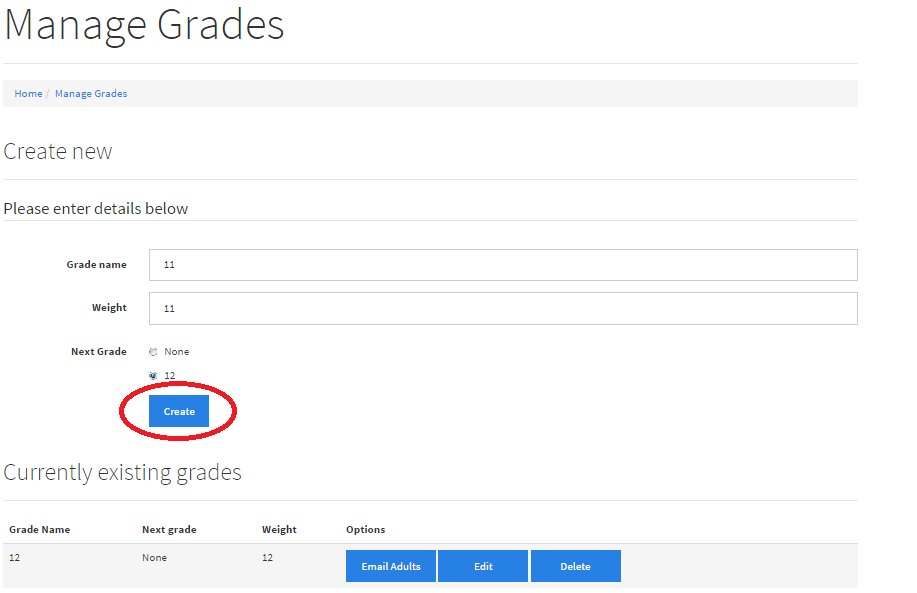 Manage Grades
Home / Manage Grades
Create new
Please enter details below
Grade name 11
Weight 11
Next Grade None
12
Create
Currently existing grades
Grade Name Next grade Weight Options
12 None 12 Email Adults Edit Delete